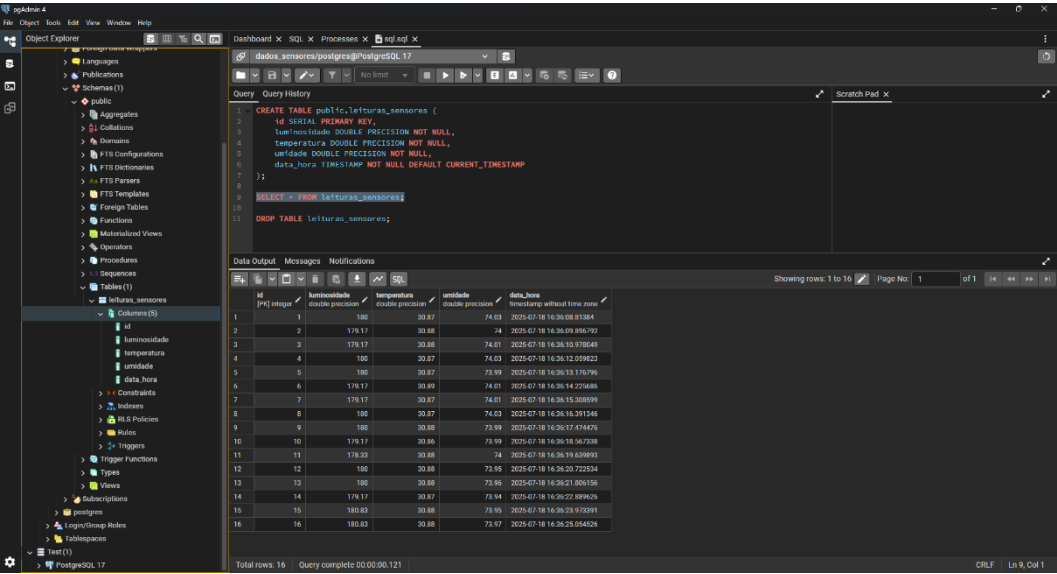 pgAdmin 4
File Object Tools Edit View Window Help
Object Explorer
Dashboard × SQL × Processes × sql.sql ×
dados_sensores/postgres@PostgreSQL 17
No limit
Query Query History
Scratch Pad ×
Foreign Data Wrappers
Languages
Publications
Schemas (1)
public
Aggregates
Collations
Domains
FTS Configurations
FTS Dictionaries
FTS Parsers
FTS Templates
Foreign Tables
Functions
Materialized Views
Operators
Procedures
1..3 Sequences
Tables (1)
leituras_sensores
Columns (5)
id
luminosidade
temperatura
umidade
data_hora
Constraints
Indexes
RLS Policies
Rules
Triggers
Trigger Functions
Types
Views
Subscriptions
postgres
Login/Group Roles
Tablespaces
Test (1)
PostgreSQL 17
1 CREATE TABLE public.leituras_sensores (
2 id SERIAL PRIMARY KEY,
3 luminosidade DOUBLE PRECISION NOT NULL,
4 temperatura DOUBLE PRECISION NOT NULL,
5 umidade DOUBLE PRECISION NOT NULL,
6 data_hora TIMESTAMP NOT NULL DEFAULT CURRENT_TIMESTAMP
7 );
8
9 SELECT * FROM leituras_sensores;
10
11 DROP TABLE leituras_sensores;
Data Output Messages Notifications
SQL
Showing rows: 1 to 16 Page No: 1 of 1
id luminosidade temperatura umidade data_hora
[PK] integer double precision double precision double precision timestamp without time zone
1 1 180 30.87 74.03 2025-07-18 16:36:08.81384
2 2 179.17 30.88 74 2025-07-18 16:36:09.896792
3 3 179.17 30.88 74.01 2025-07-18 16:36:10.978049
4 4 180 30.87 74.03 2025-07-18 16:36:12.059823
5 5 180 30.87 73.99 2025-07-18 16:36:13.176796
6 6 179.17 30.89 74.01 2025-07-18 16:36:14.225686
7 7 179.17 30.87 74.01 2025-07-18 16:36:15.308599
8 8 180 30.87 74.03 2025-07-18 16:36:16.391346
9 9 180 30.88 73.99 2025-07-18 16:36:17.474476
10 10 179.17 30.86 73.99 2025-07-18 16:36:18.567338
11 11 178.33 30.88 74 2025-07-18 16:36:19.639893
12 12 180 30.88 73.95 2025-07-18 16:36:20.722534
13 13 180 30.88 73.96 2025-07-18 16:36:21.806156
14 14 179.17 30.87 73.94 2025-07-18 16:36:22.889626
15 15 180.83 30.88 73.95 2025-07-18 16:36:23.973391
16 16 180.83 30.88 73.97 2025-07-18 16:36:25.054526
Total rows: 16 Query complete 00:00:00.121
CRLF Ln 9, Col 1